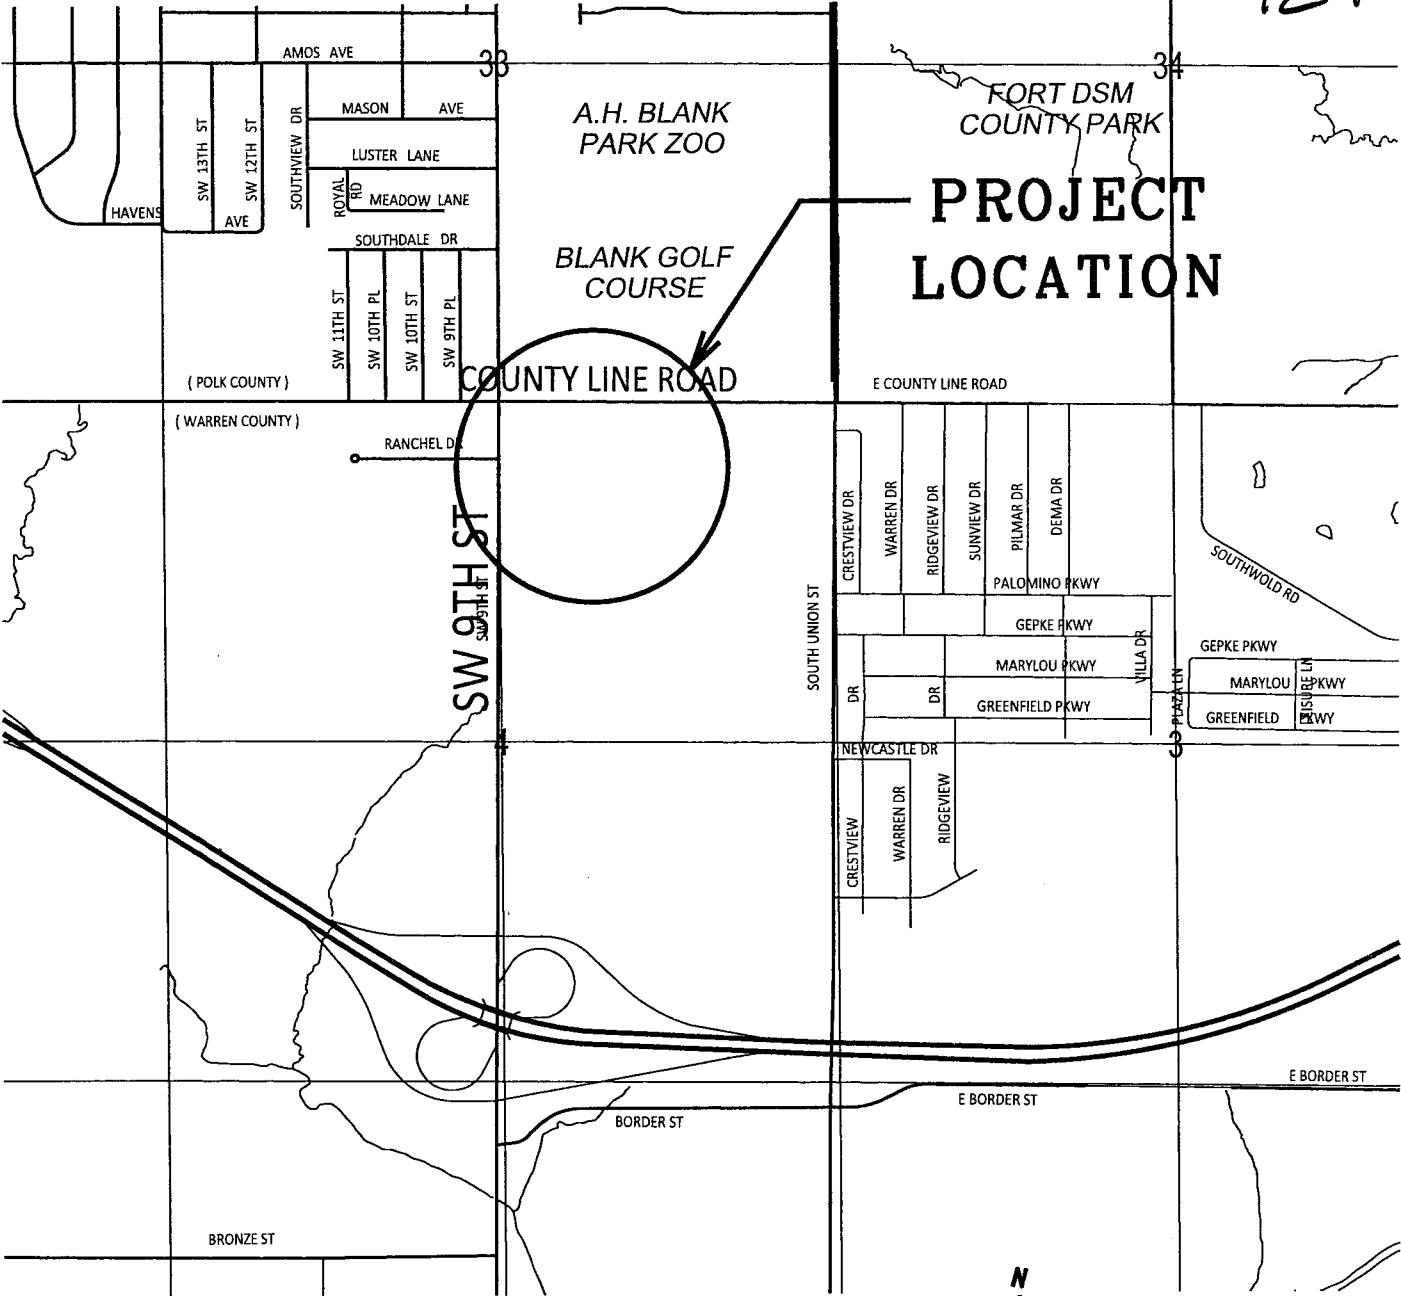 AMOS AVE
33
34
MASON AVE
A.H. BLANK
PARK ZOO
FORT DSM
COUNTY PARK
SW 13TH ST
SW 12TH ST
SOUTHVIEW DR
LUSTER LANE
ROYAL
RD
MEADOW LANE
HAVENS
AVE
PROJECT
LOCATION
SOUTHDALE DR
BLANK GOLF
COURSE
SW 11TH ST
SW 10TH PL
SW 10TH ST
SW 9TH PL
( POLK COUNTY )
COUNTY LINE ROAD
E COUNTY LINE ROAD
( WARREN COUNTY )
RANCHEL DR
SW 9TH ST
SW 9TH ST
SOUTH UNION ST
CRESTVIEW DR
WARREN DR
RIDGEVIEW DR
SUNVIEW DR
PILMAR DR
DEMA DR
SOUTHWOLD RD
PALOMINO PKWY
GEPKE PKWY
VILLA DR
GEPKE PKWY
MARYLOU PKWY
MARYLOU PKWY
LEISURE LN
DR
DR
PLAZA LN
GREENFIELD PKWY
GREENFIELD PKWY
4
3
NEWCASTLE DR
CRESTVIEW
WARREN DR
RIDGEVIEW
E BORDER ST
E BORDER ST
BORDER ST
BRONZE ST
N